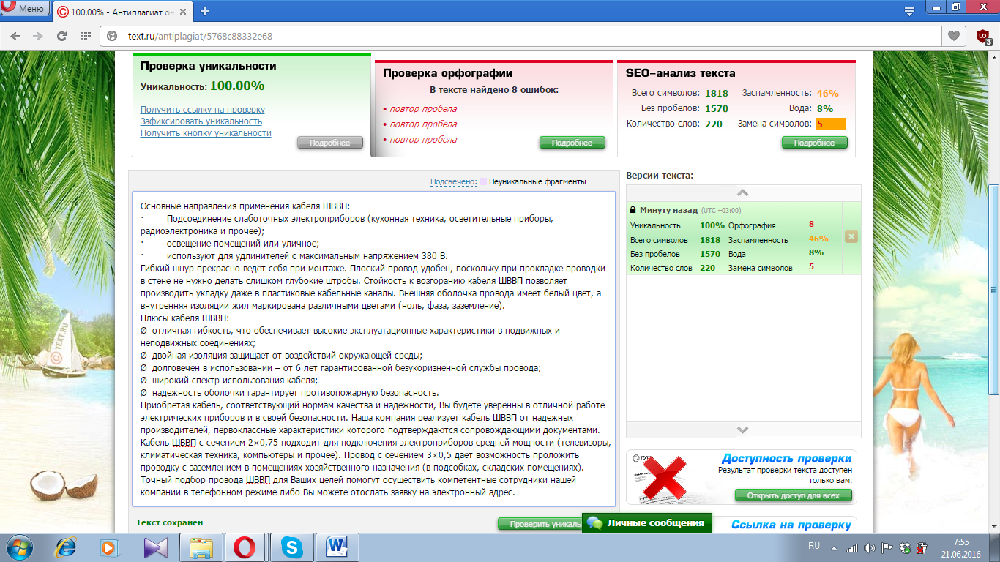 Меню
100.00% - Антиплагиат он
text.ru/antiplagiat/5768c88332e68
3
Проверка уникальности
Уникальность: 100.00%
Получить ссылку на проверку
Зафиксировать уникальность
Получить кнопку уникальности
Подробнее
Проверка орфографии
В тексте найдено 8 ошибок:
• повтор пробела
• повтор пробела
• повтор пробела
Подробнее
SEO-анализ текста
Всего символов: 1818 Заспамленность: 46%
Без пробелов: 1570 Вода: 8%
Количество слов: 220 Замена символов: 5
Подробнее
Подсвечено: Неуникальные фрагменты
Основные направления применения кабеля ШВВП:
· Подсоединение слаботочных электроприборов (кухонная техника, осветительные приборы,
радиоэлектроника и прочее);
· освещение помещений или уличное;
· используют для удлинителей с максимальным напряжением 380 В.
Гибкий шнур прекрасно ведет себя при монтаже. Плоский провод удобен, поскольку при прокладке проводки
в стене не нужно делать слишком глубокие штробы. Стойкость к возгоранию кабеля ШВВП позволяет
производить укладку даже в пластиковые кабельные каналы. Внешняя оболочка провода имеет белый цвет, а
внутренняя изоляции жил маркирована различными цветами (ноль, фаза, заземление).
Плюсы кабеля ШВВП:
Ø отличная гибкость, что обеспечивает высокие эксплуатационные характеристики в подвижных и
неподвижных соединениях;
Ø двойная изоляция защищает от воздействий окружающей среды;
Ø долговечен в использовании – от 6 лет гарантированной безукоризненной службы провода;
Ø широкий спектр использования кабеля;
Ø надежность оболочки гарантирует противопожарную безопасность.
Приобретая кабель, соответствующий нормам качества и надежности, Вы будете уверенны в отличной работе
электрических приборов и в своей безопасности. Наша компания реализует кабель ШВВП от надежных
производителей, первоклассные характеристики которого подтверждаются сопровождающими документами.
Кабель ШВВП с сечением 2×0,75 подходит для подключения электроприборов средней мощности (телевизоры,
климатическая техника, компьютеры и прочее). Провод с сечением 3×0,5 дает возможность проложить
проводку с заземлением в помещениях хозяйственного назначения (в подсобках, складских помещениях).
Точный подбор провода ШВВП для Ваших целей помогут осуществить компетентные сотрудники нашей
компании в телефонном режиме либо Вы можете отослать заявку на электронный адрес.
Текст сохранен
Проверить уникаль
Личные сообщения
Версии текста:
Минуту назад (UTC +03:00)
Уникальность 100% Орфография 8
Всего символов 1818 Заспамленность 46%
Без пробелов 1570 Вода 8%
Количество слов 220 Замена символов 5
Доступность проверки
Результат проверки текста доступен
только вам.
Открыть доступ для всех
Ссылка на проверку
© TEXT.RU
RU
7:55
21.06.2016